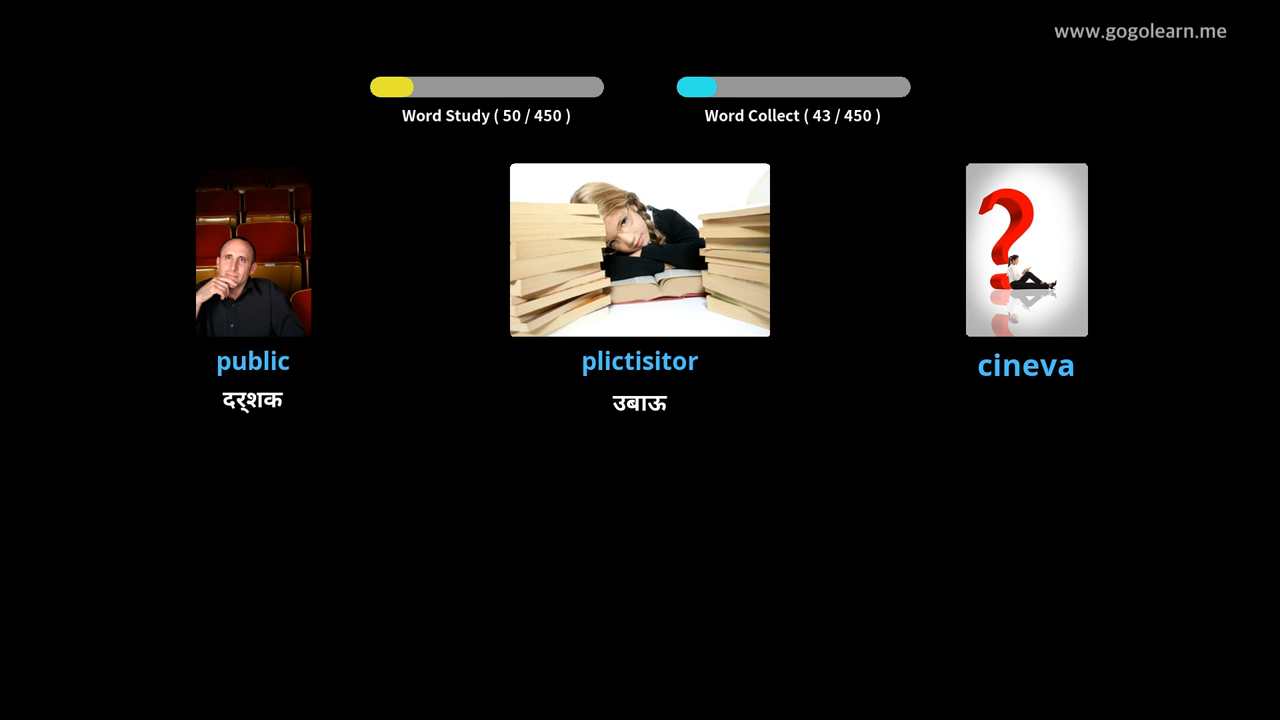 www.gogolearn.me
Word Study ( 50 / 450 )
Word Collect ( 43 / 450 )
public
plictisitor
cineva
दर्शक
उबाऊ